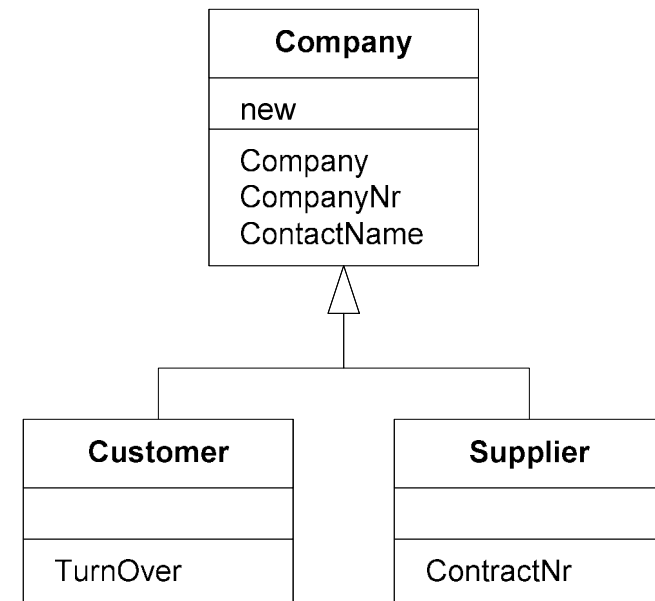 Company
new
Company
CompanyNr
ContactName
Customer
TurnOver
Supplier
ContractNr